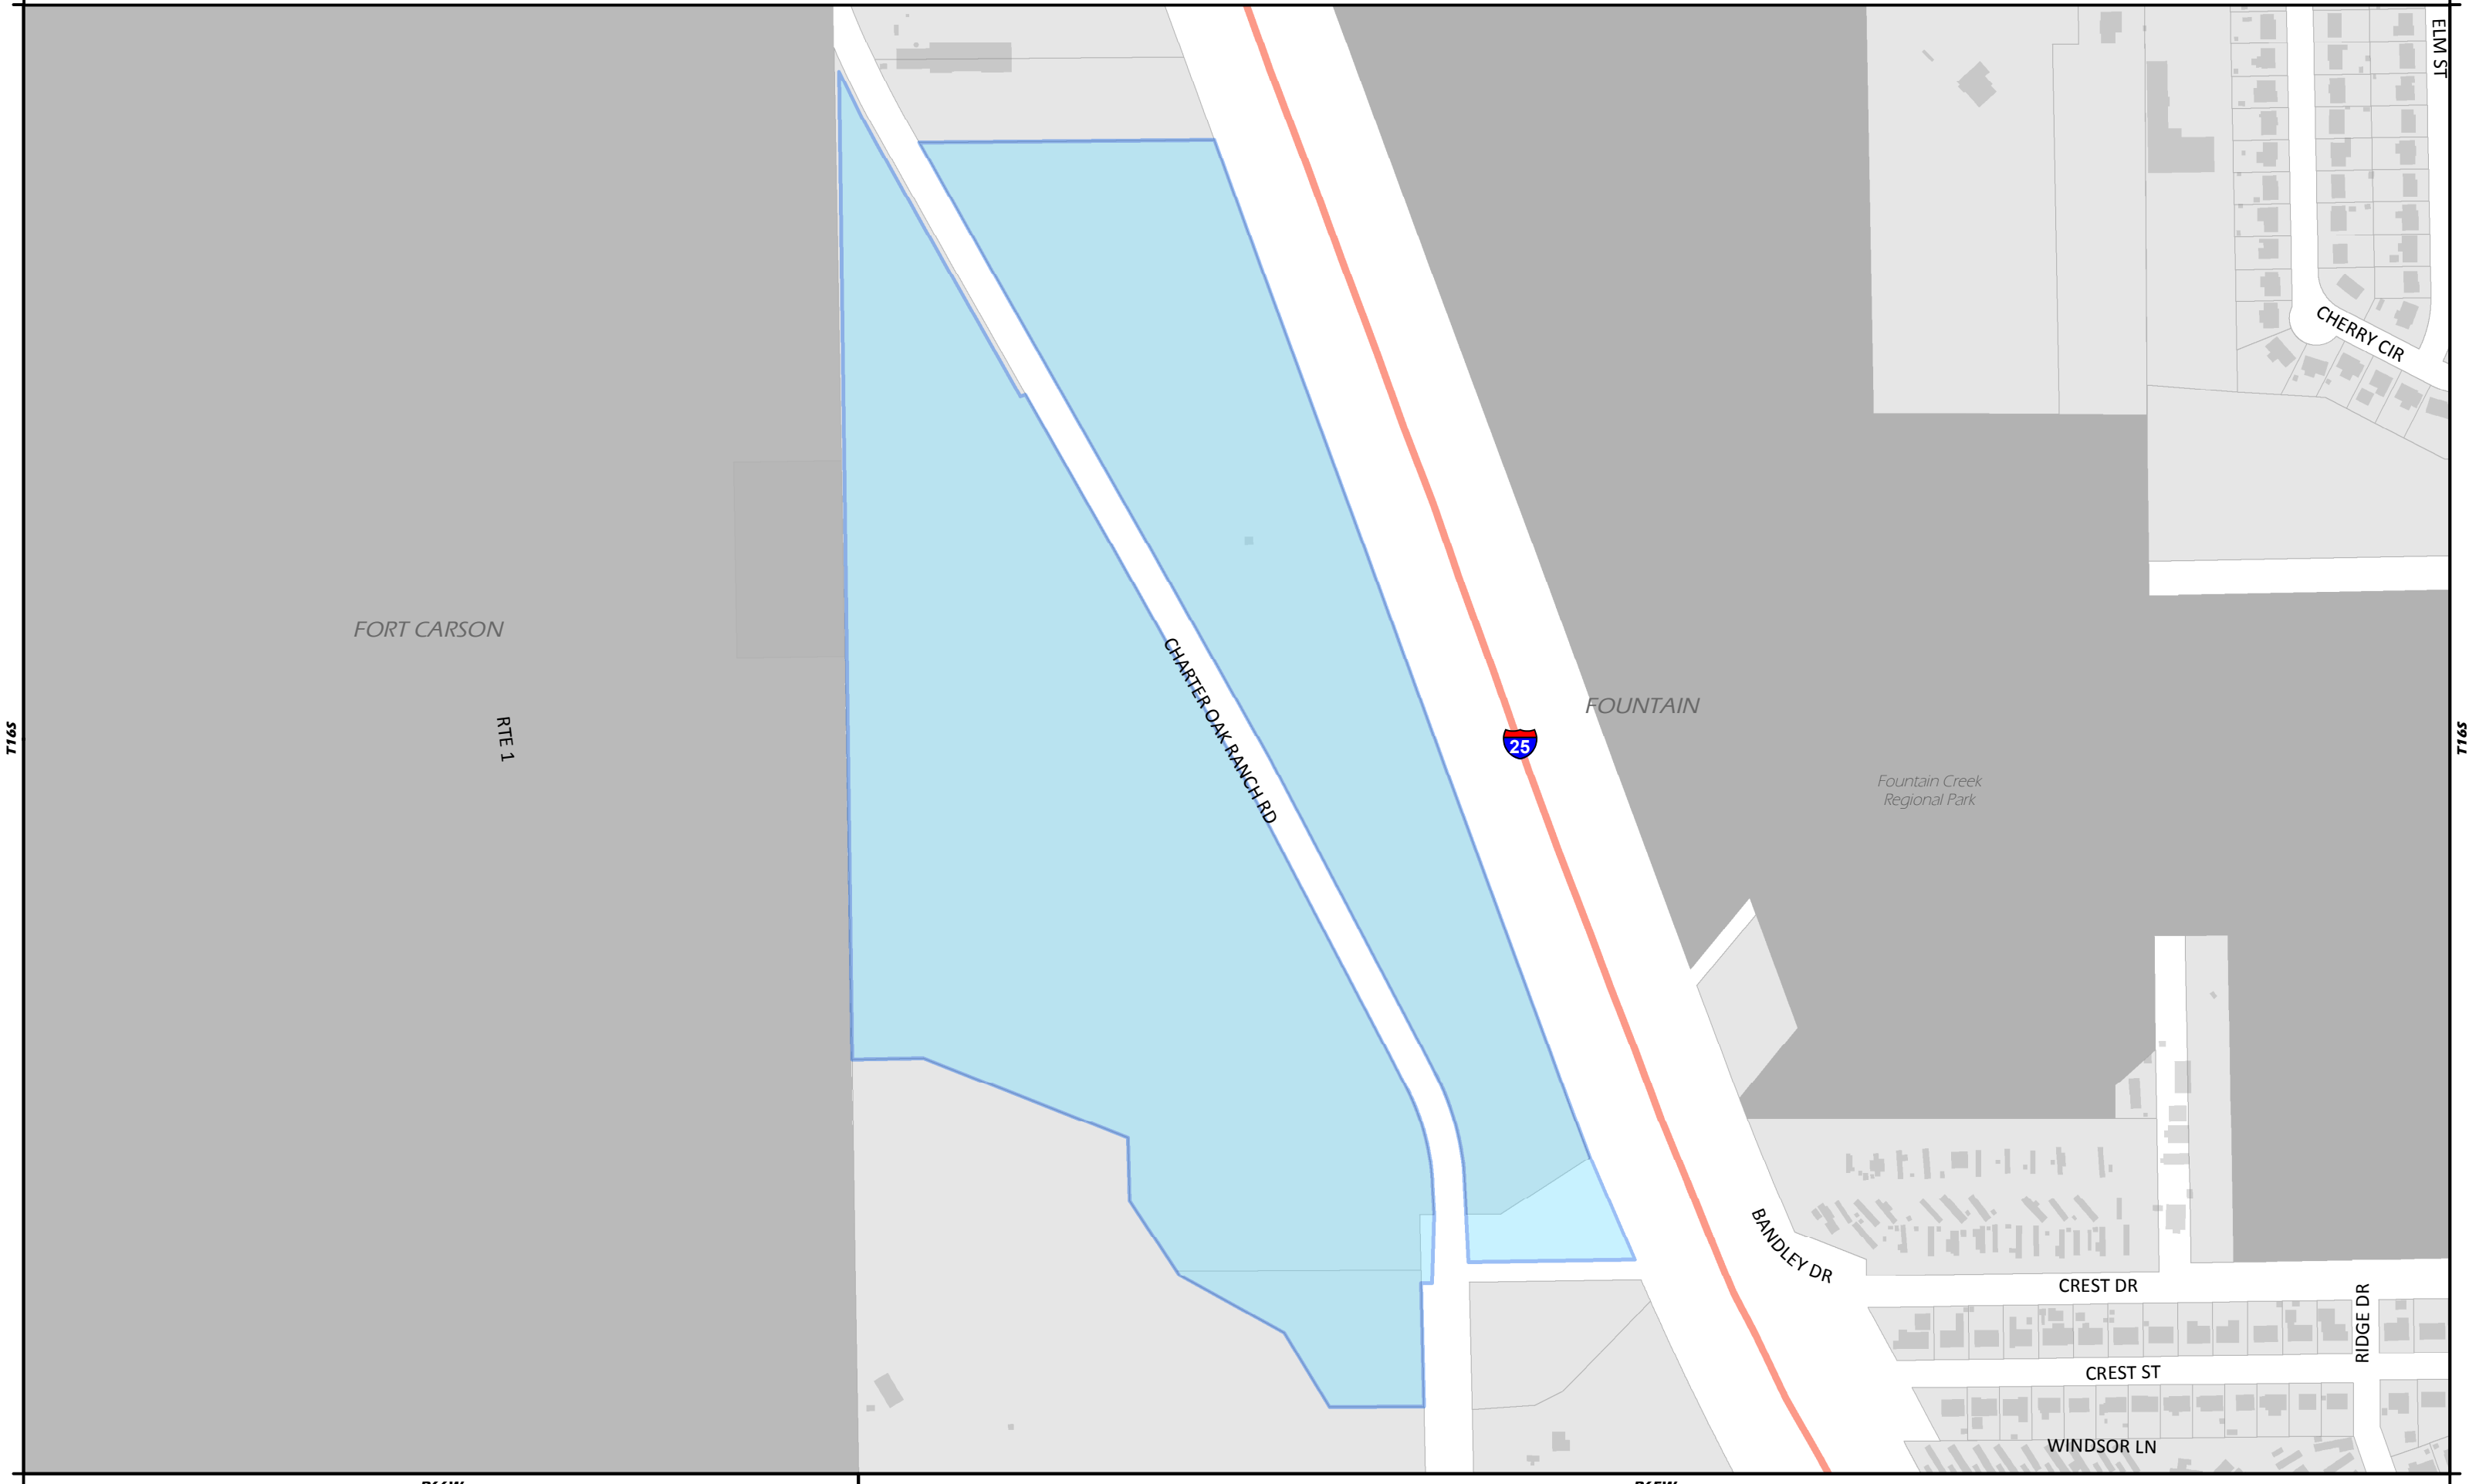 ELM ST
CHERRY CIR
FORT CARSON
RTE 1
CHARTER OAK RANCH RD
FOUNTAIN
25
Fountain Creek
Regional Park
T16S
T16S
BANDLEY DR
CREST DR
RIDGE DR
CREST ST
WINDSOR LN